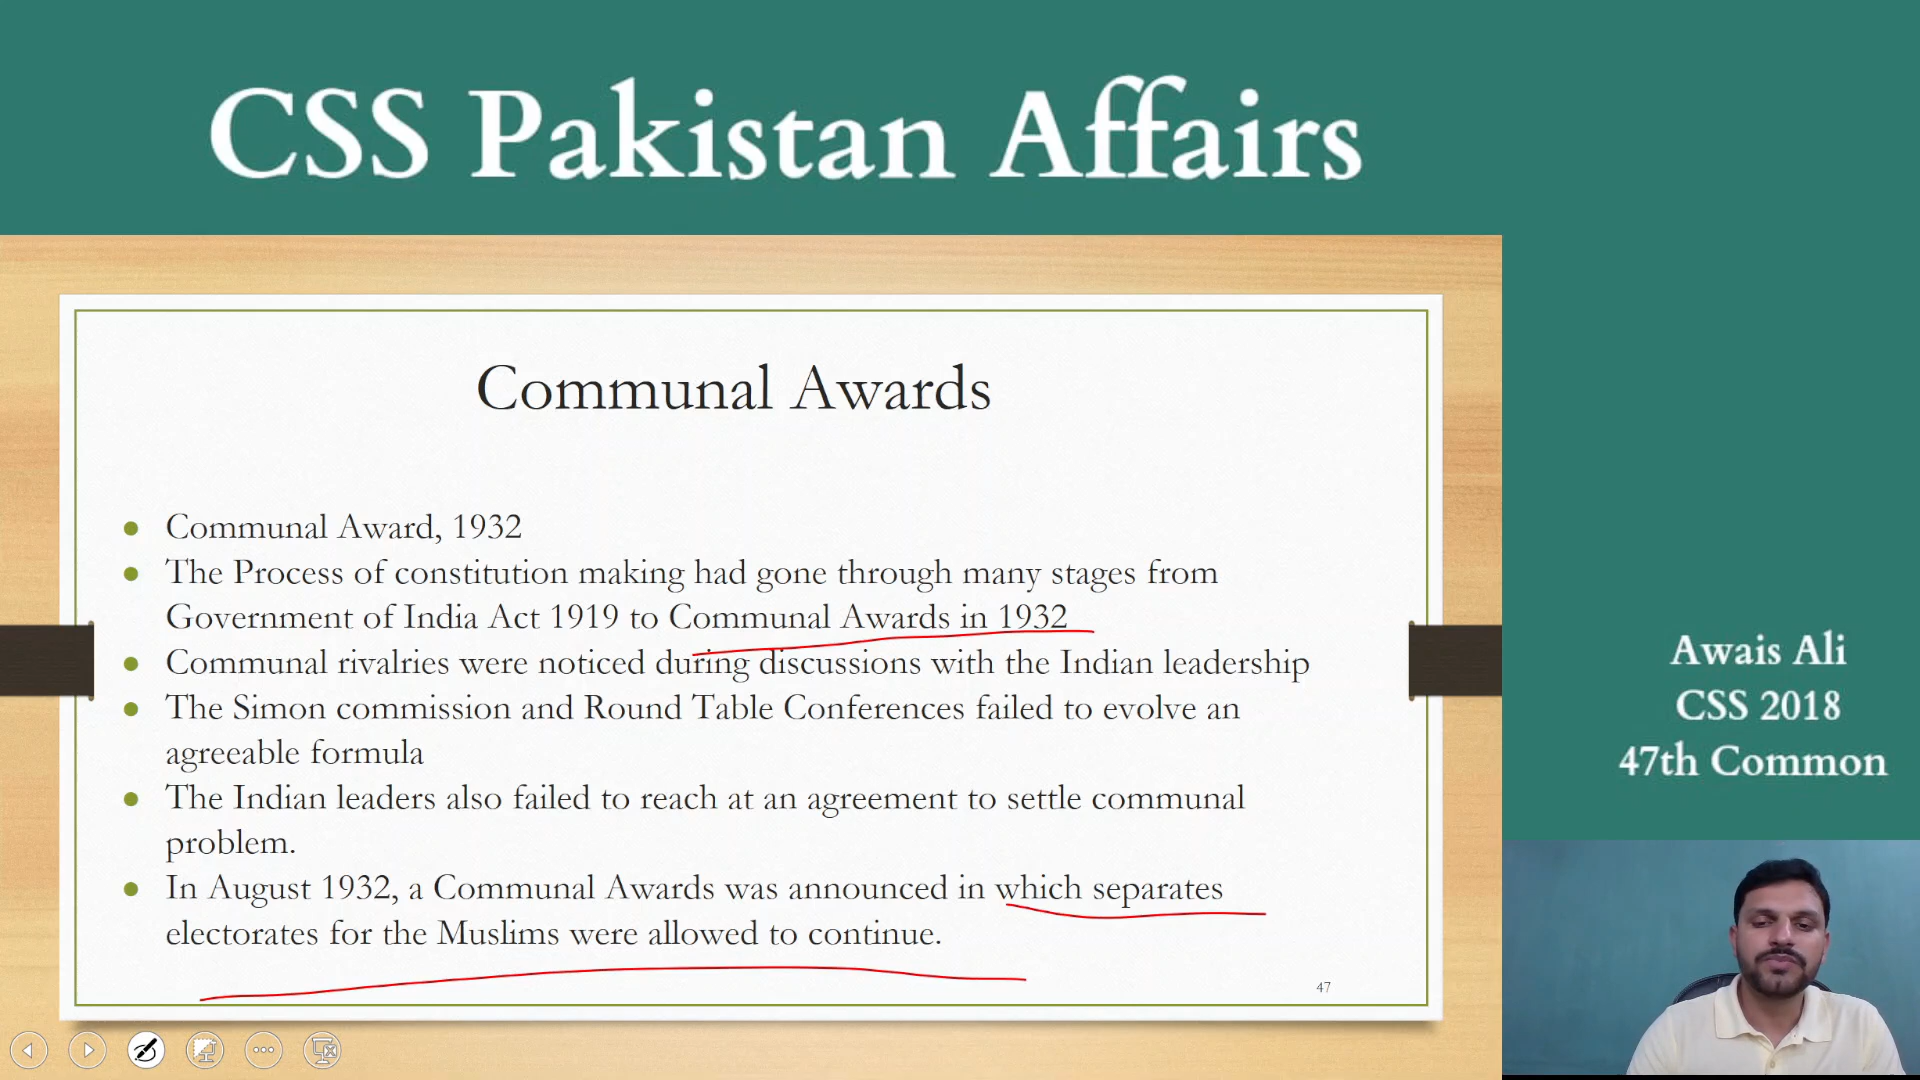 CSS Pakistan Affairs
Communal Awards
Communal Award, 1932
The Process of constitution making had gone through many stages from
Government of India Act 1919 to Communal Awards in 1932
Communal rivalries were noticed during discussions with the Indian leadership
The Simon commission and Round Table Conferences failed to evolve an
agreeable formula
The Indian leaders also failed to reach at an agreement to settle communal
problem.
In August 1932, a Communal Awards was announced in which separates
electorates for the Muslims were allowed to continue.
47
Awais Ali
CSS 2018
47th Common